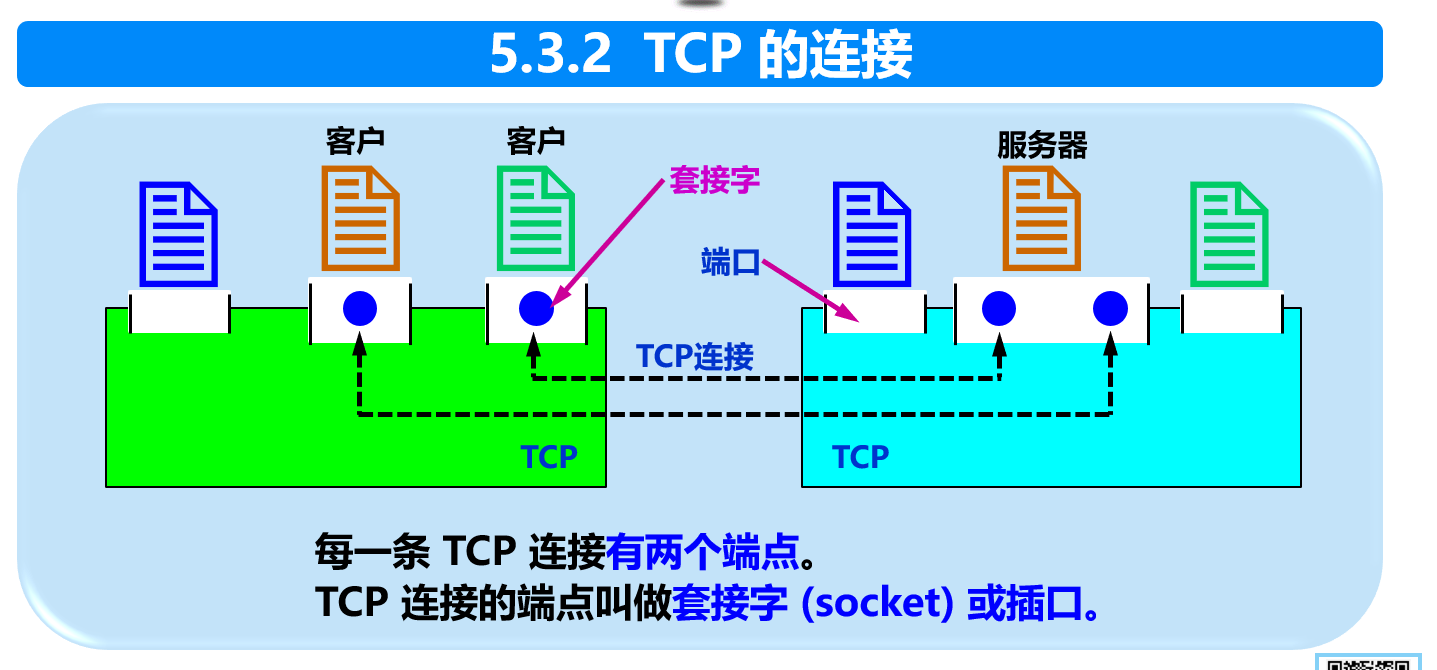 5.3.2 TCP 的连接
客户
客户
服务器
套接字
端口
TCP连接
TCP
TCP
每一条 TCP 连接有两个端点。
TCP 连接的端点叫做套接字 (socket) 或插口。